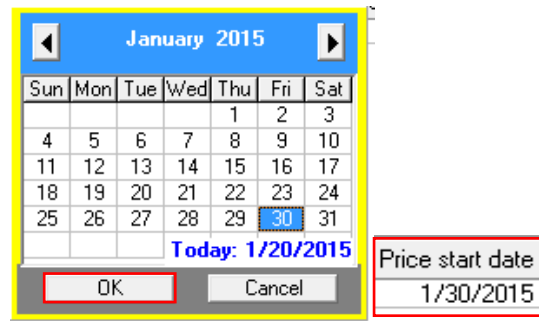 January 2015
Sun Mon Tue Wed Thu Fri Sat
1 2 3
4 5 6 7 8 9 10
11 12 13 14 15 16 17
18 19 20 21 22 23 24
25 26 27 28 29 30 31
Today: 1/20/2015
OK Cancel
Price start date
1/30/2015